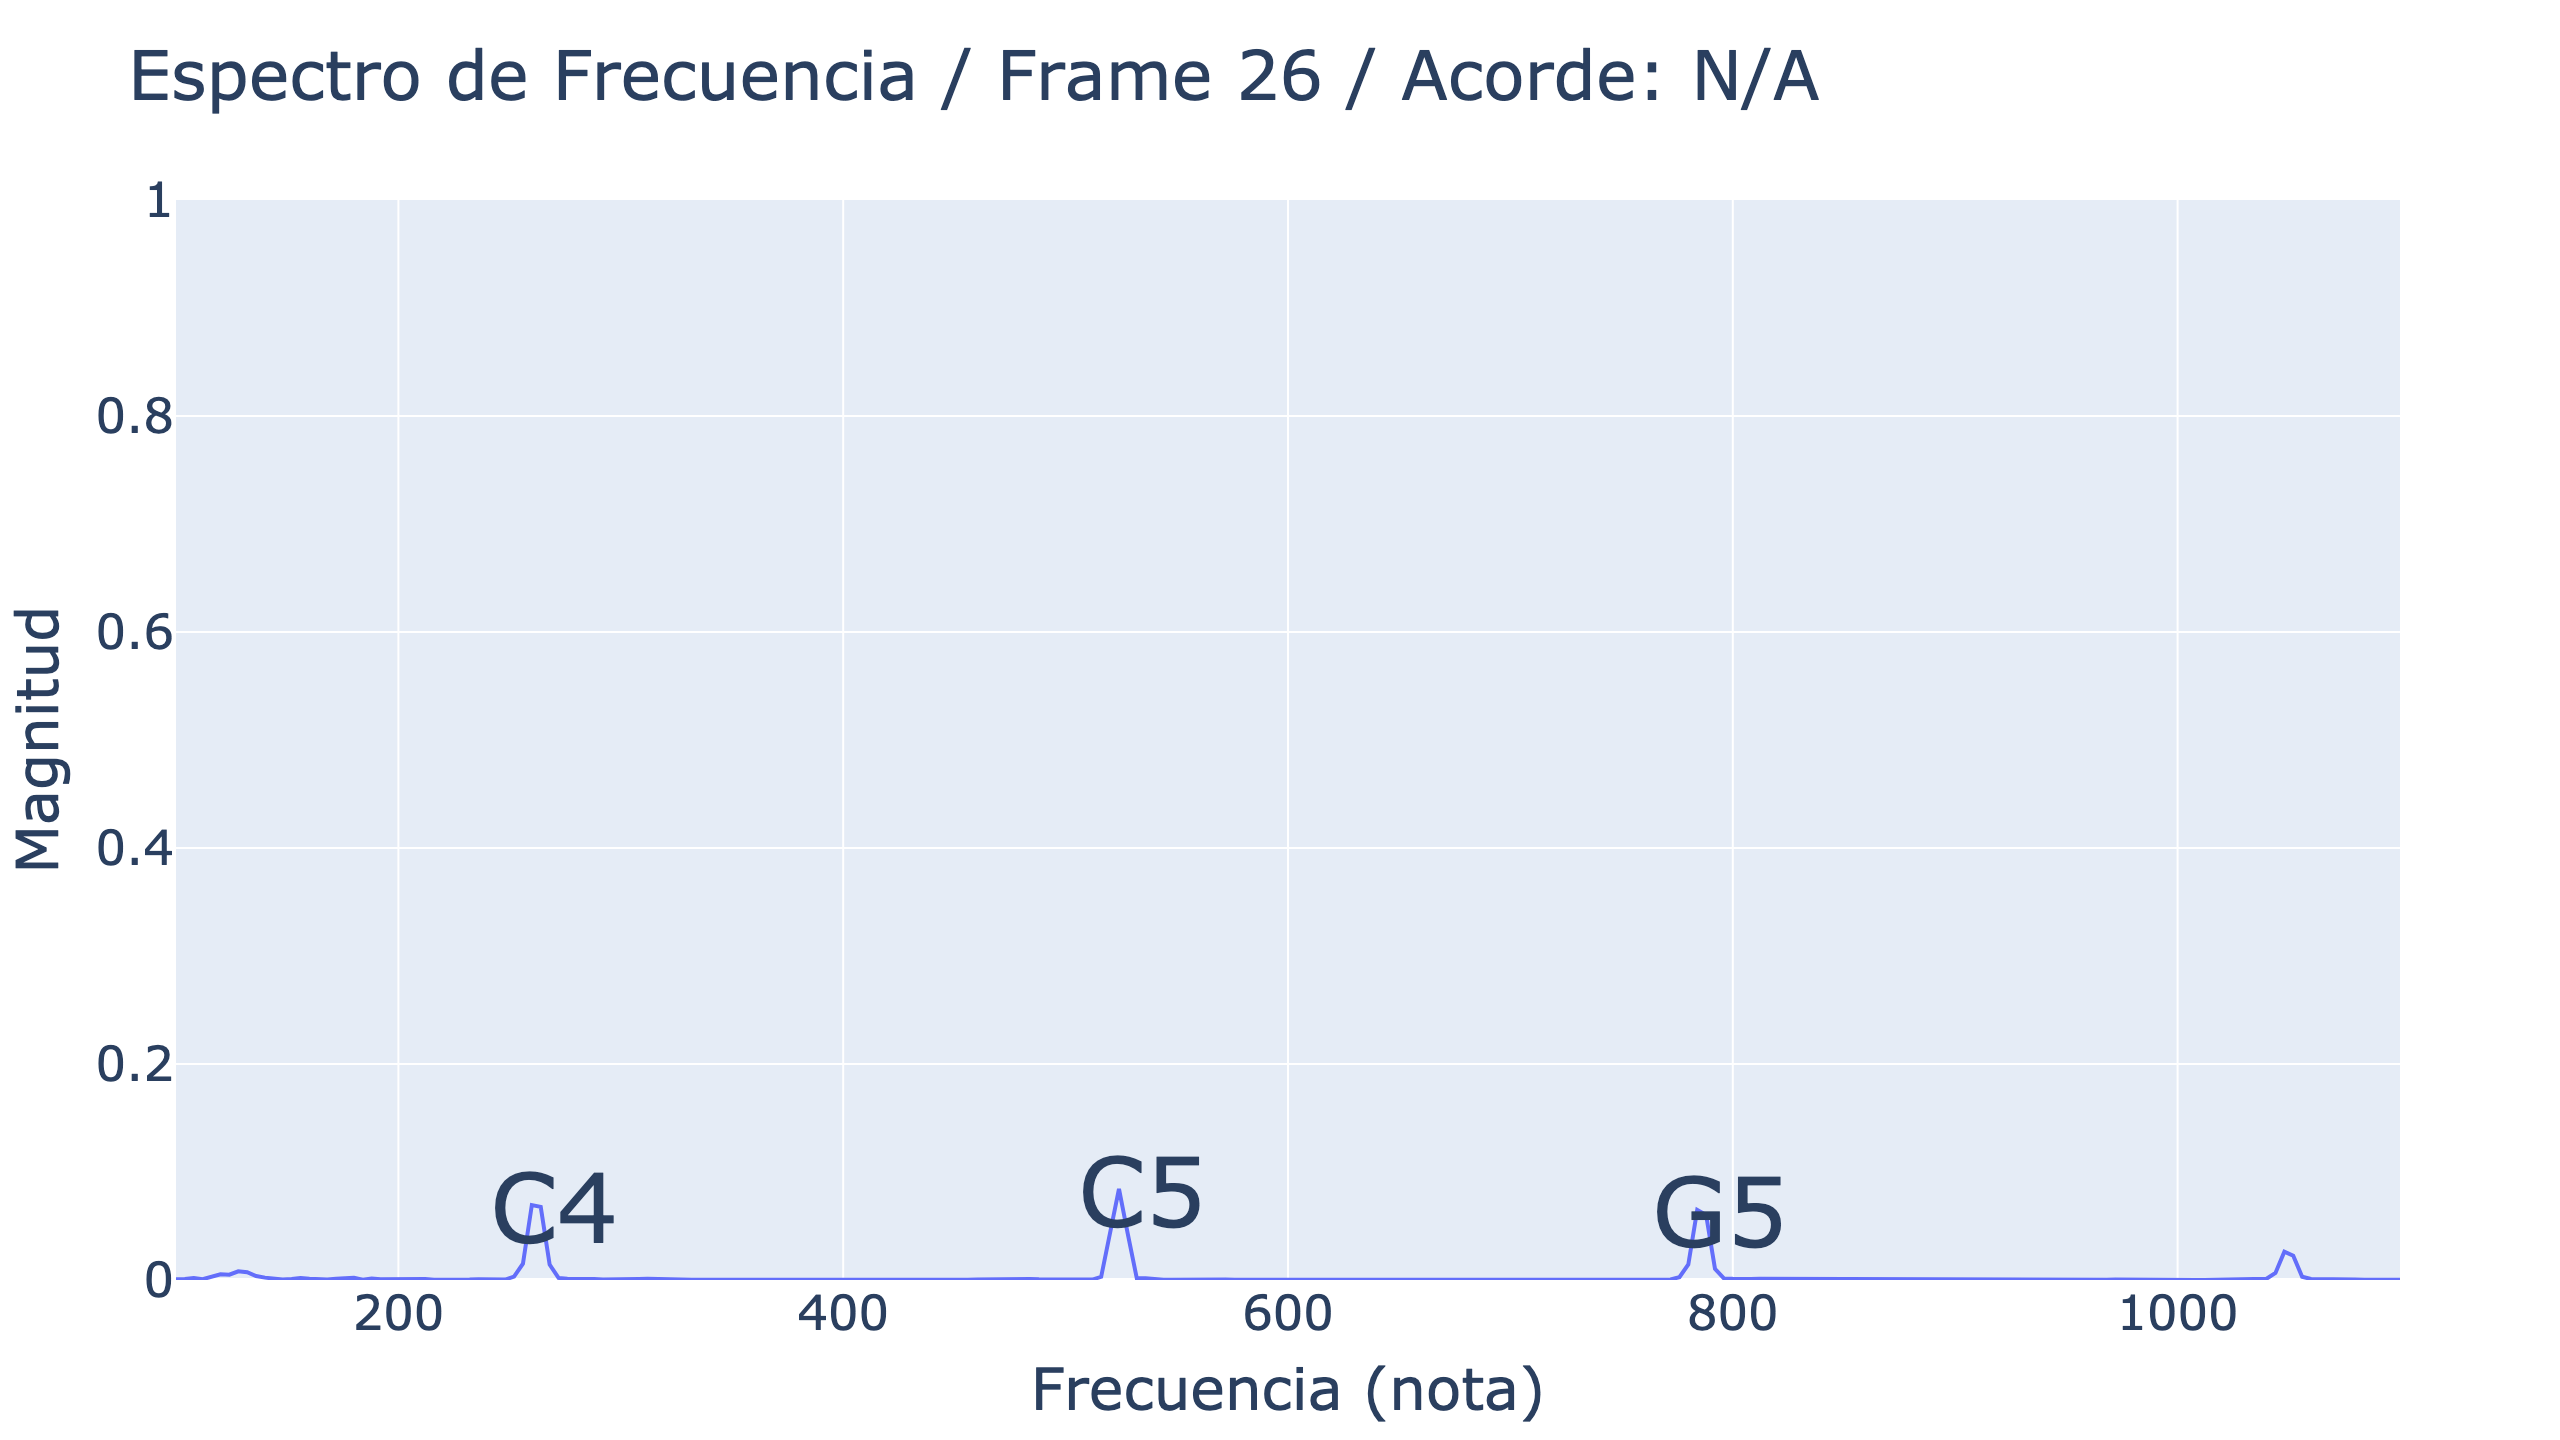 Espectro de Frecuencia / Frame 26 / Acorde: N/A
1
0.8
0.6
0.4
0.2
0
Magnitud
C4
C5
G5
200
400
600
800
1000
Frecuencia (nota)